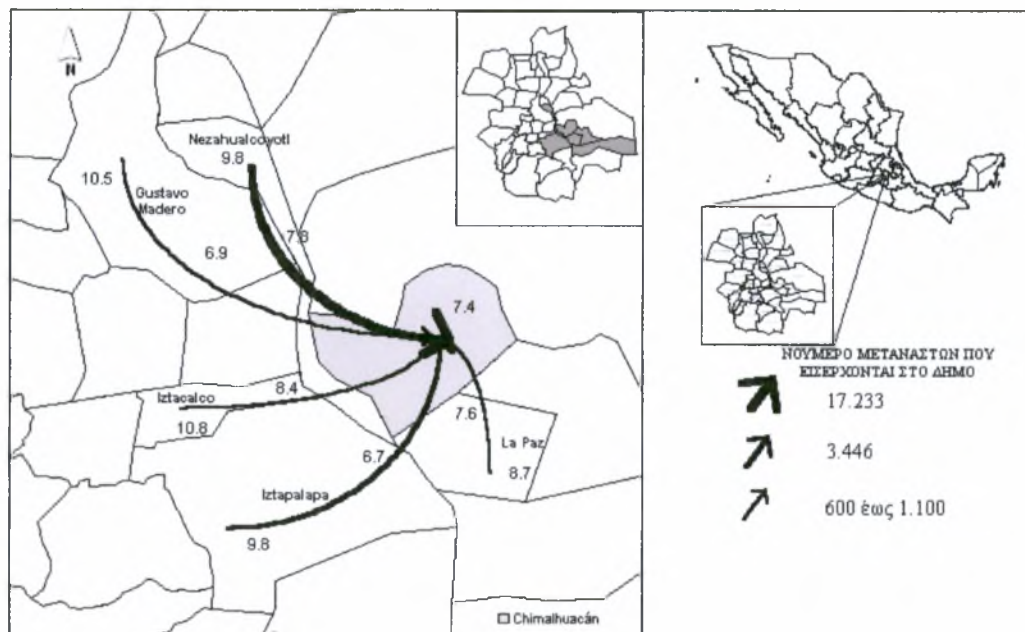 N
Nezahualcoyotl
9.8
10.5
Gustavo
Madero
6.9
7.8
7.4
8.4
Iztacalco
10.8
7.6
La Paz
6.7
8.7
Iztapalapa
9.8
Chimalhuacán
ΝΟΥΜΕΡΟ ΜΕΤΑΝΑΣΤΩΝ ΠΟΥ
ΕΙΣΕΡΧΟΝΤΑΙ ΣΤΟ ΔΗΜΟ
17.233
3.446
600 έως 1.100